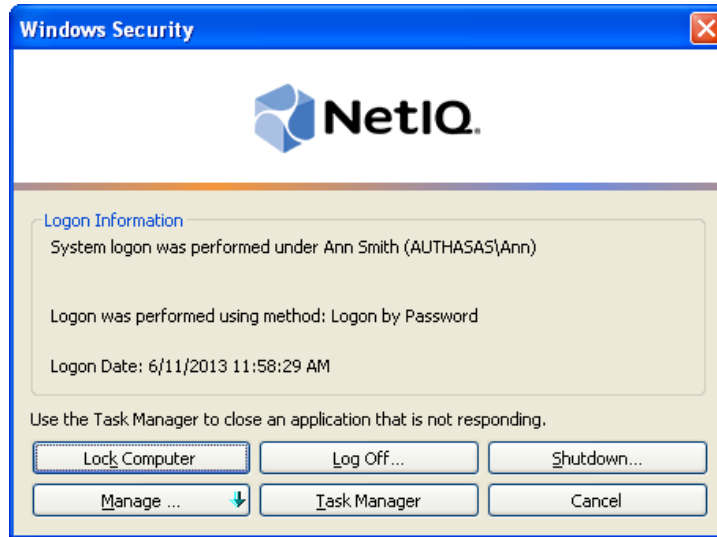 Windows Security
NetIQ.
Logon Information
System logon was performed under Ann Smith (AUTHASAS\Ann)
Logon was performed using method: Logon by Password
Logon Date: 6/11/2013 11:58:29 AM
Use the Task Manager to close an application that is not responding.
Lock Computer Log Off... Shutdown...
Manage ... Task Manager Cancel